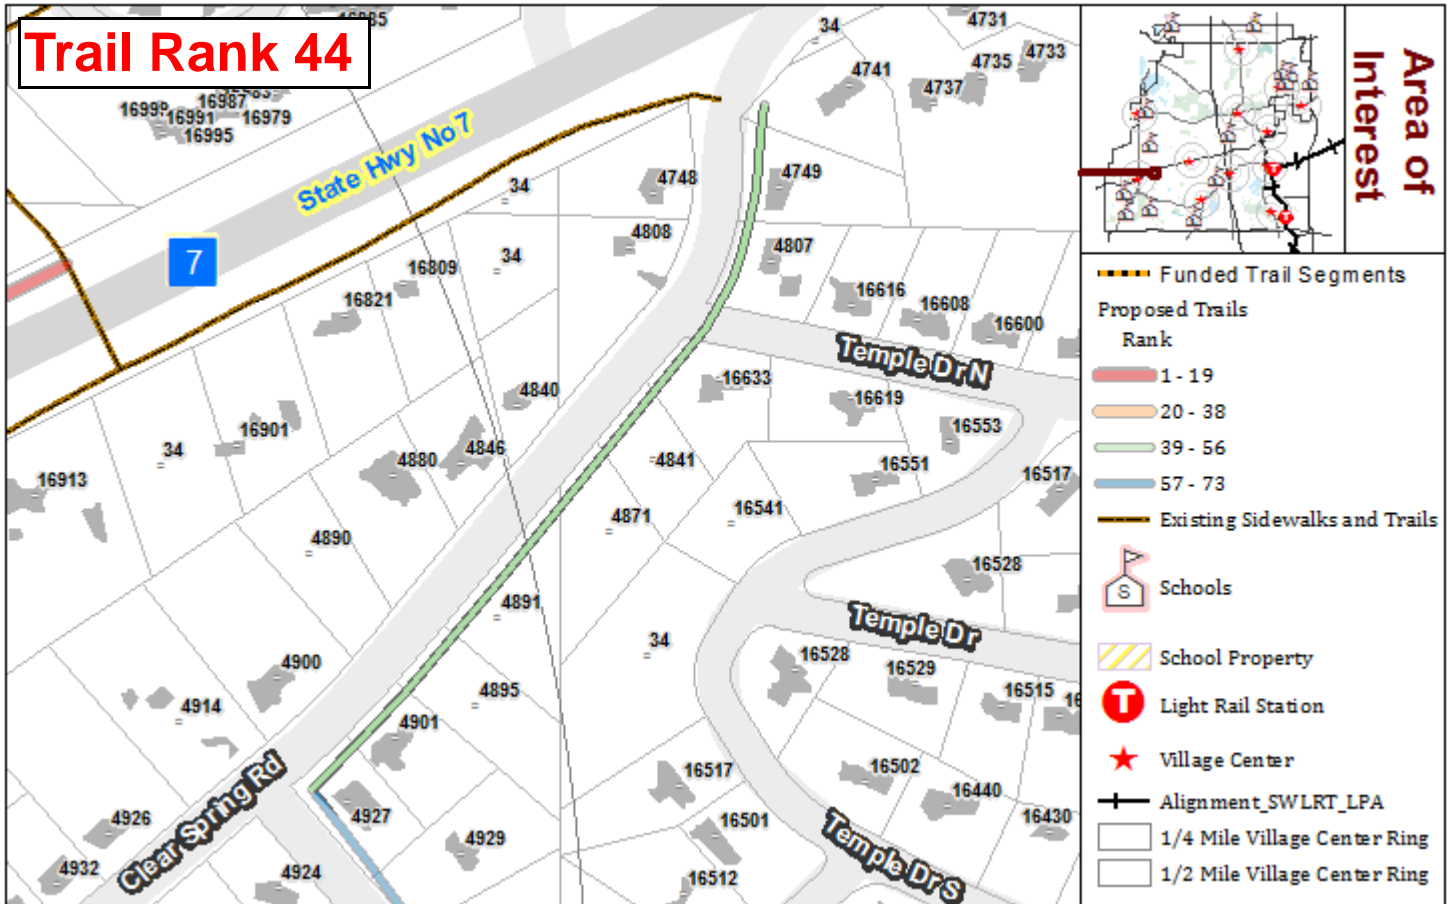 Trail Rank 44
16985
34
4731
4733
4735
4741
4737
16987
16983
16991
16979
16995
State Hwy No 7
7
4748
4749
34
4808
4807
34
16809
16821
16616
16608
16600
Temple Dr N
16633
16619
16553
4840
16901
34
4846
4880
4841
16551
16517
16913
4871
16541
4890
16528
4891
34
Temple Dr
4900
4895
16528
16529
16515
4914
4901
16517
16502
16440
16430
4926
4927
16501
4929
Clear Spring Rd
4932
4924
16512
Temple Dr S
Area of
Interest
Funded Trail Segments
Proposed Trails
Rank
1 - 19
20 - 38
39 - 56
57 - 73
Existing Sidewalks and Trails
S
Schools
School Property
T
Light Rail Station
Village Center
Alignment_SWLRT_LPA
1/4 Mile Village Center Ring
1/2 Mile Village Center Ring